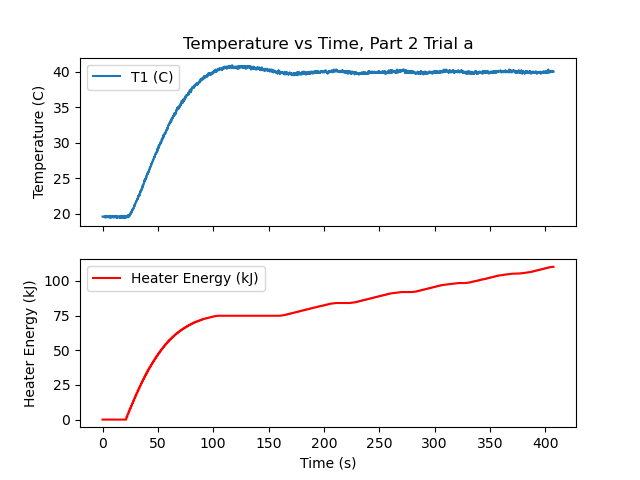 Temperature vs Time, Part 2 Trial a
T1 (C)
Temperature (C)
40
35
30
25
20
Heater Energy (kJ)
Heater Energy (kJ)
100
75
50
25
0
0 50 100 150 200 250 300 350 400
Time (s)